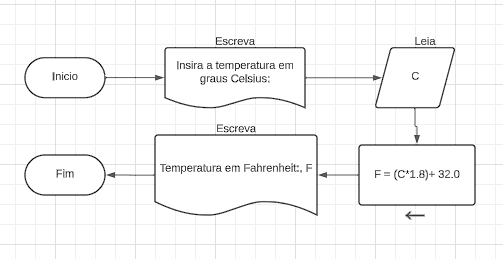 Escreva
Leia
Inicio
Insira a temperatura em
graus Celsius:
C
Escreva
Fim
Temperatura em Fahrenheit:, F
F = (C*1.8)+ 32.0